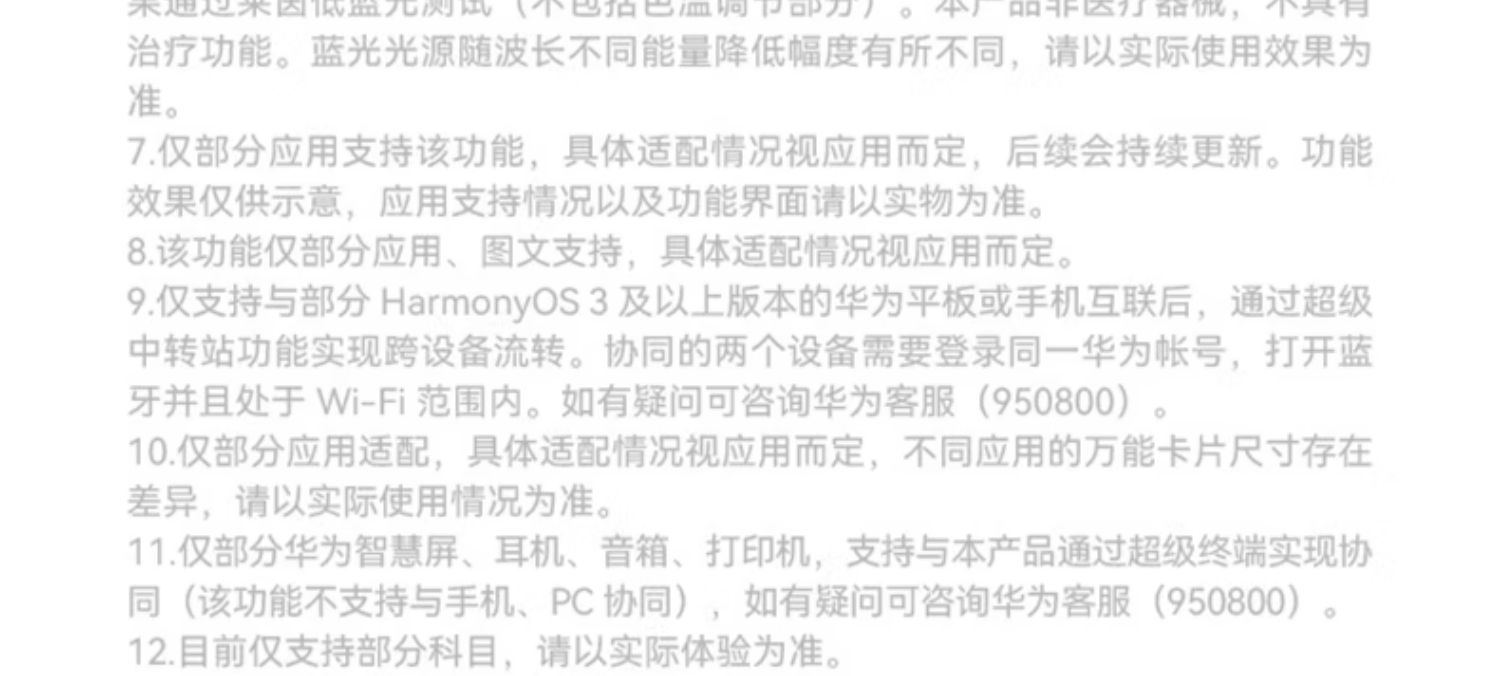 果通过莱茵低蓝光测试（不包括色温调节部分）。本产品非医疗器械，不具有
治疗功能。蓝光光源随波长不同能量降低幅度有所不同，请以实际使用效果为
准。
7.仅部分应用支持该功能，具体适配情况视应用而定，后续会持续更新。功能
效果仅供示意，应用支持情况以及功能界面请以实物为准。
8.该功能仅部分应用、图文支持，具体适配情况视应用而定。
9.仅支持与部分 HarmonyOS 3 及以上版本的华为平板或手机互联后，通过超级
中转站功能实现跨设备流转。协同的两个设备需要登录同一华为帐号，打开蓝
牙并且处于 Wi-Fi 范围内。如有疑问可咨询华为客服（950800）。
10.仅部分应用适配，具体适配情况视应用而定，不同应用的万能卡片尺寸存在
差异，请以实际使用情况为准。
11.仅部分华为智慧屏、耳机、音箱、打印机，支持与本产品通过超级终端实现协
同（该功能不支持与手机、PC 协同），如有疑问可咨询华为客服（950800）。
12.目前仅支持部分科目，请以实际体验为准。